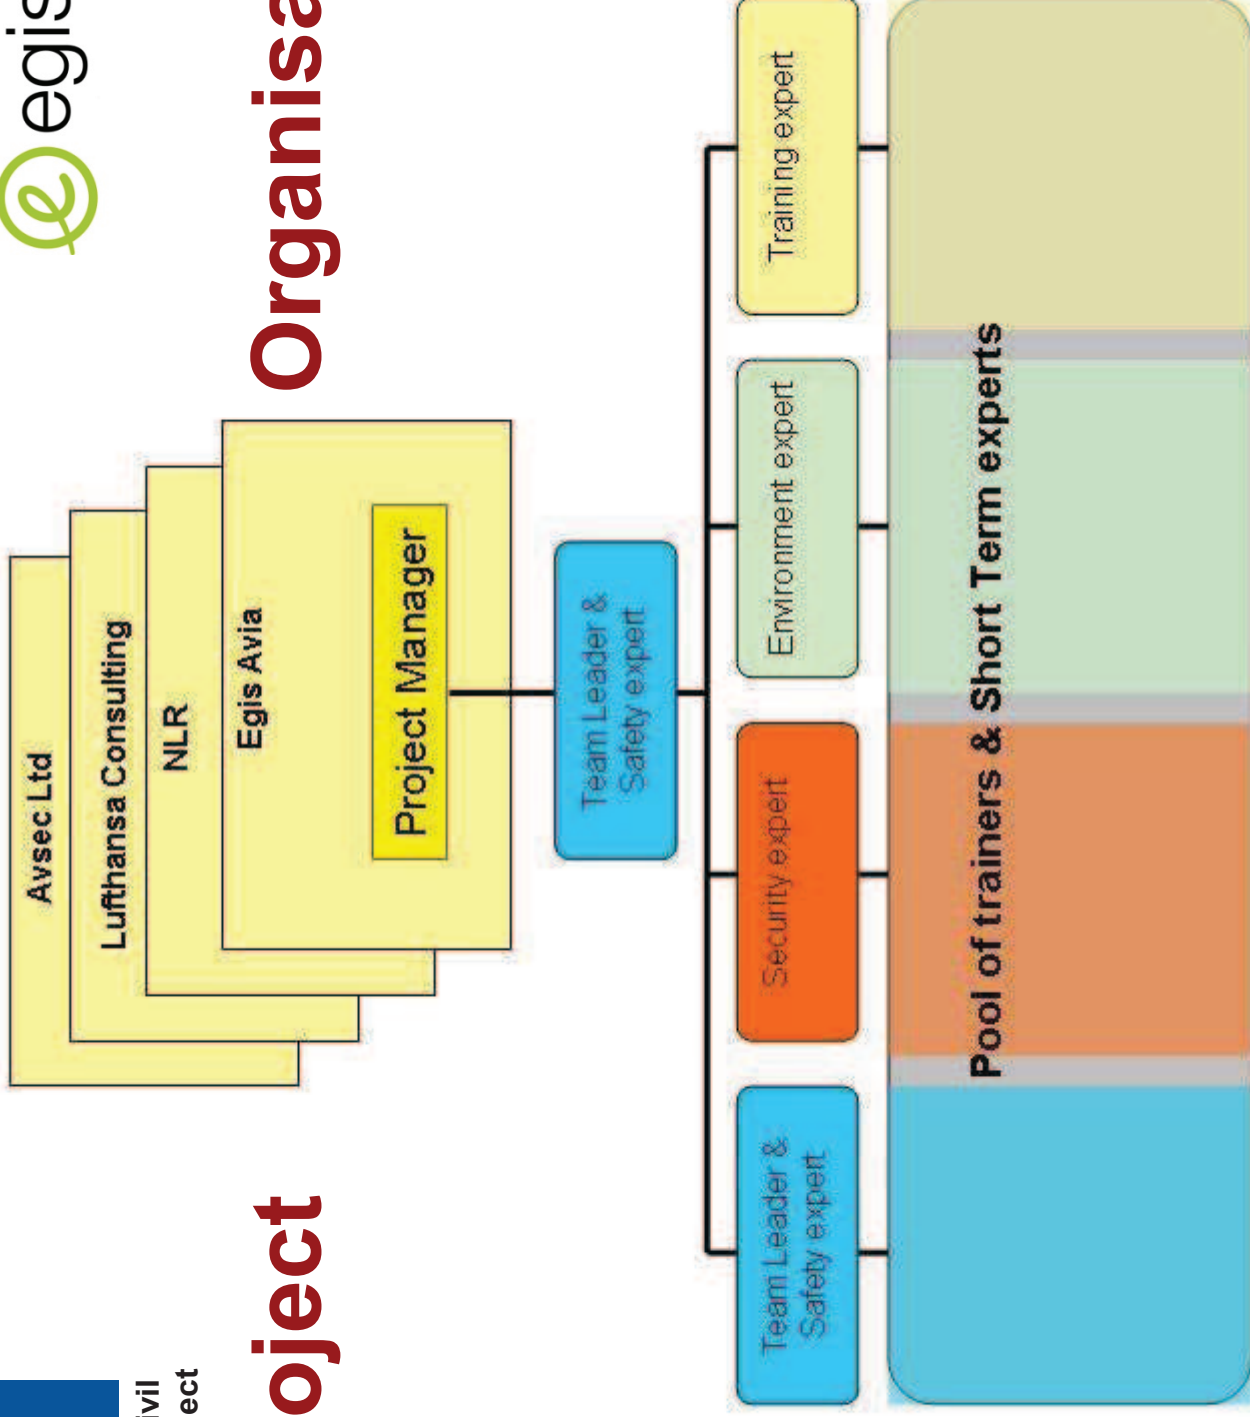 egis
ivil
ect
oject Organisa
Avsec Ltd
Lufthansa Consulting
NLR
Egis Avia
Project Manager
Team Leader &
Safety expert
Team Leader &
Safety expert
Security expert
Environment expert
Training expert
Pool of trainers & Short Term experts